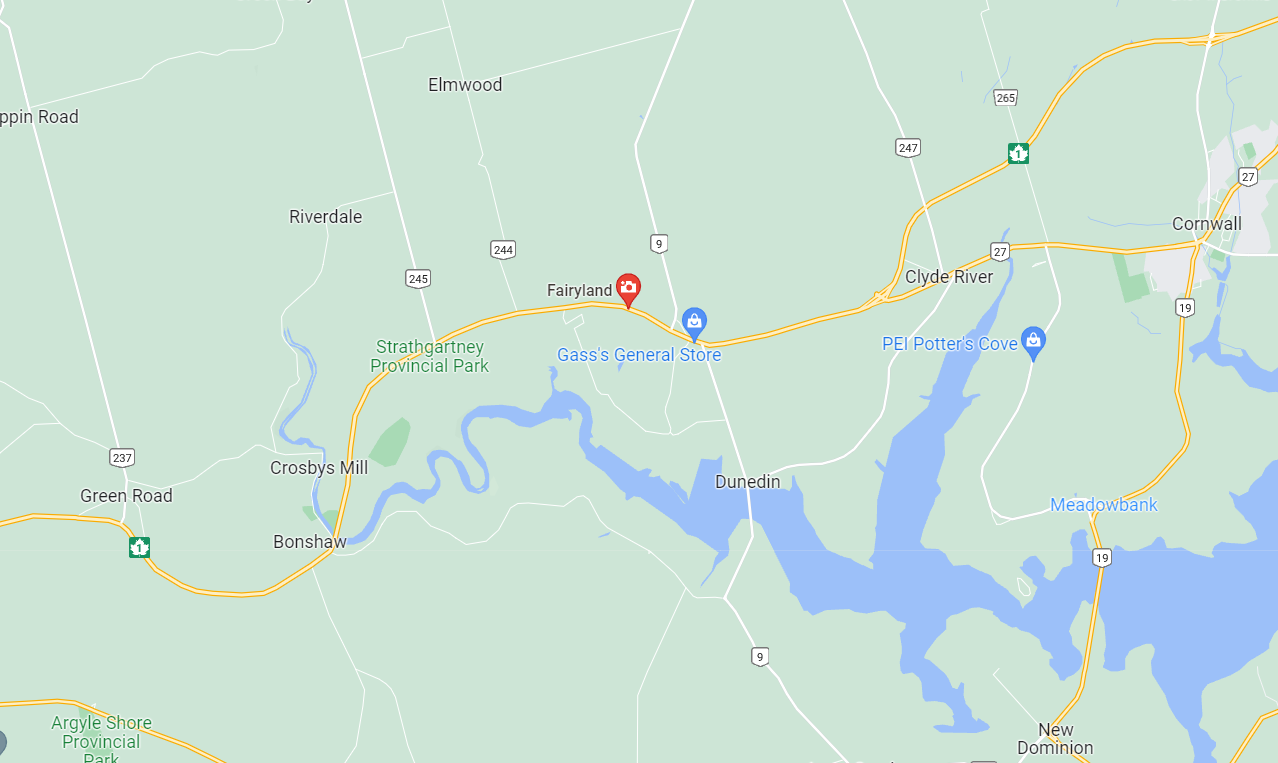 Elmwood
265
ppin Road
247
1
27
Riverdale
Cornwall
9
244
27
245
Clyde River
Fairyland
19
Strathgartney
Provincial Park
Gass's General Store
PEI Potter's Cove
237
Crosbys Mill
Dunedin
Green Road
Meadowbank
Bonshaw
1
19
9
Argyle Shore
Provincial
Park
New
Dominion